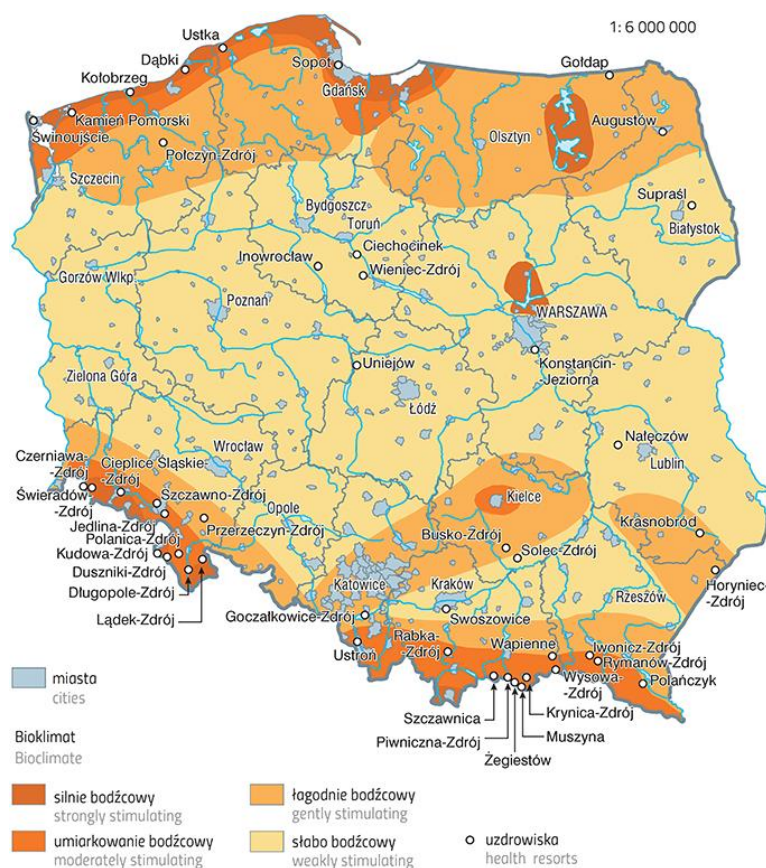 1:6 000 000
Ustka
Dąbki
Sopot
Gołdap
Kołobrzeg
Gdańsk
Kamień Pomorski
Olsztyn
Augustów
Świnoujście
Połczyn-Zdrój
Szczecin
Supraśl
Bydgoszcz
Białystok
Toruń
Ciechocinek
Inowrocław
Wieniec-Zdrój
Gorzów Wlkp.
Poznań
WARSZAWA
Konstancin-
-Jeziorna
Uniejów
Zielona Góra
Łódź
Nałęczów
Lublin
Wrocław
Czerniawa-
-Zdrój
Cieplice Śląskie-
-Zdrój
Świeradów-
-Zdrój
Szczawno-Zdrój
Kielce
Jedlina-Zdrój
Opole
Krasnobród
Polanica-Zdrój
Przerzeczyn-Zdrój
Busko-Zdrój
Kudowa-Zdrój
Solec-Zdrój
Duszniki-Zdrój
Horyniec-
-Zdrój
Długopole-Zdrój
Katowice
Kraków
Rzeszów
Lądek-Zdrój
Goczałkowice-Zdrój
Swoszowice
Rabka-
-Zdrój
Wapienne
Iwonicz-Zdrój
Ustroń
Rymanów-Zdrój
Wysowa-
-Zdrój
Polańczyk
Szczawnica
Krynica-Zdrój
Piwniczna-Zdrój
Muszyna
Żegiestów
miasta
cities
Bioklimat
Bioclimate
silnie bodźcowy
strongly stimulating
umiarkowanie bodźcowy
moderately stimulating
łagodnie bodźcowy
gently stimulating
słabo bodźcowy
weakly stimulating
uzdrowiska
health resorts